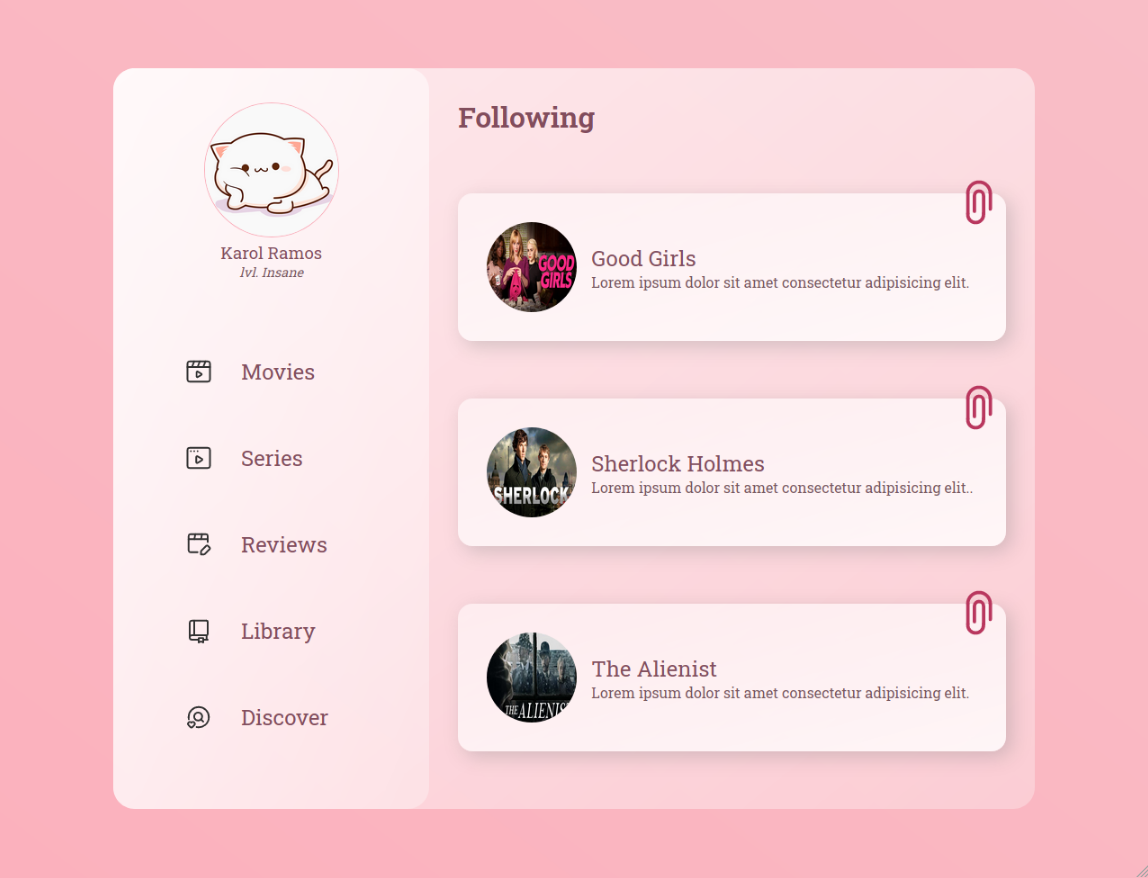 Karol Ramos
lvl. Insane
Movies
Series
Reviews
Library
Discover
Following
GOOD
GIRLS
Good Girls
Lorem ipsum dolor sit amet consectetur adipisicing elit.
SHERLOCK
Sherlock Holmes
Lorem ipsum dolor sit amet consectetur adipisicing elit..
THE ALIENIS
The Alienist
Lorem ipsum dolor sit amet consectetur adipisicing elit.